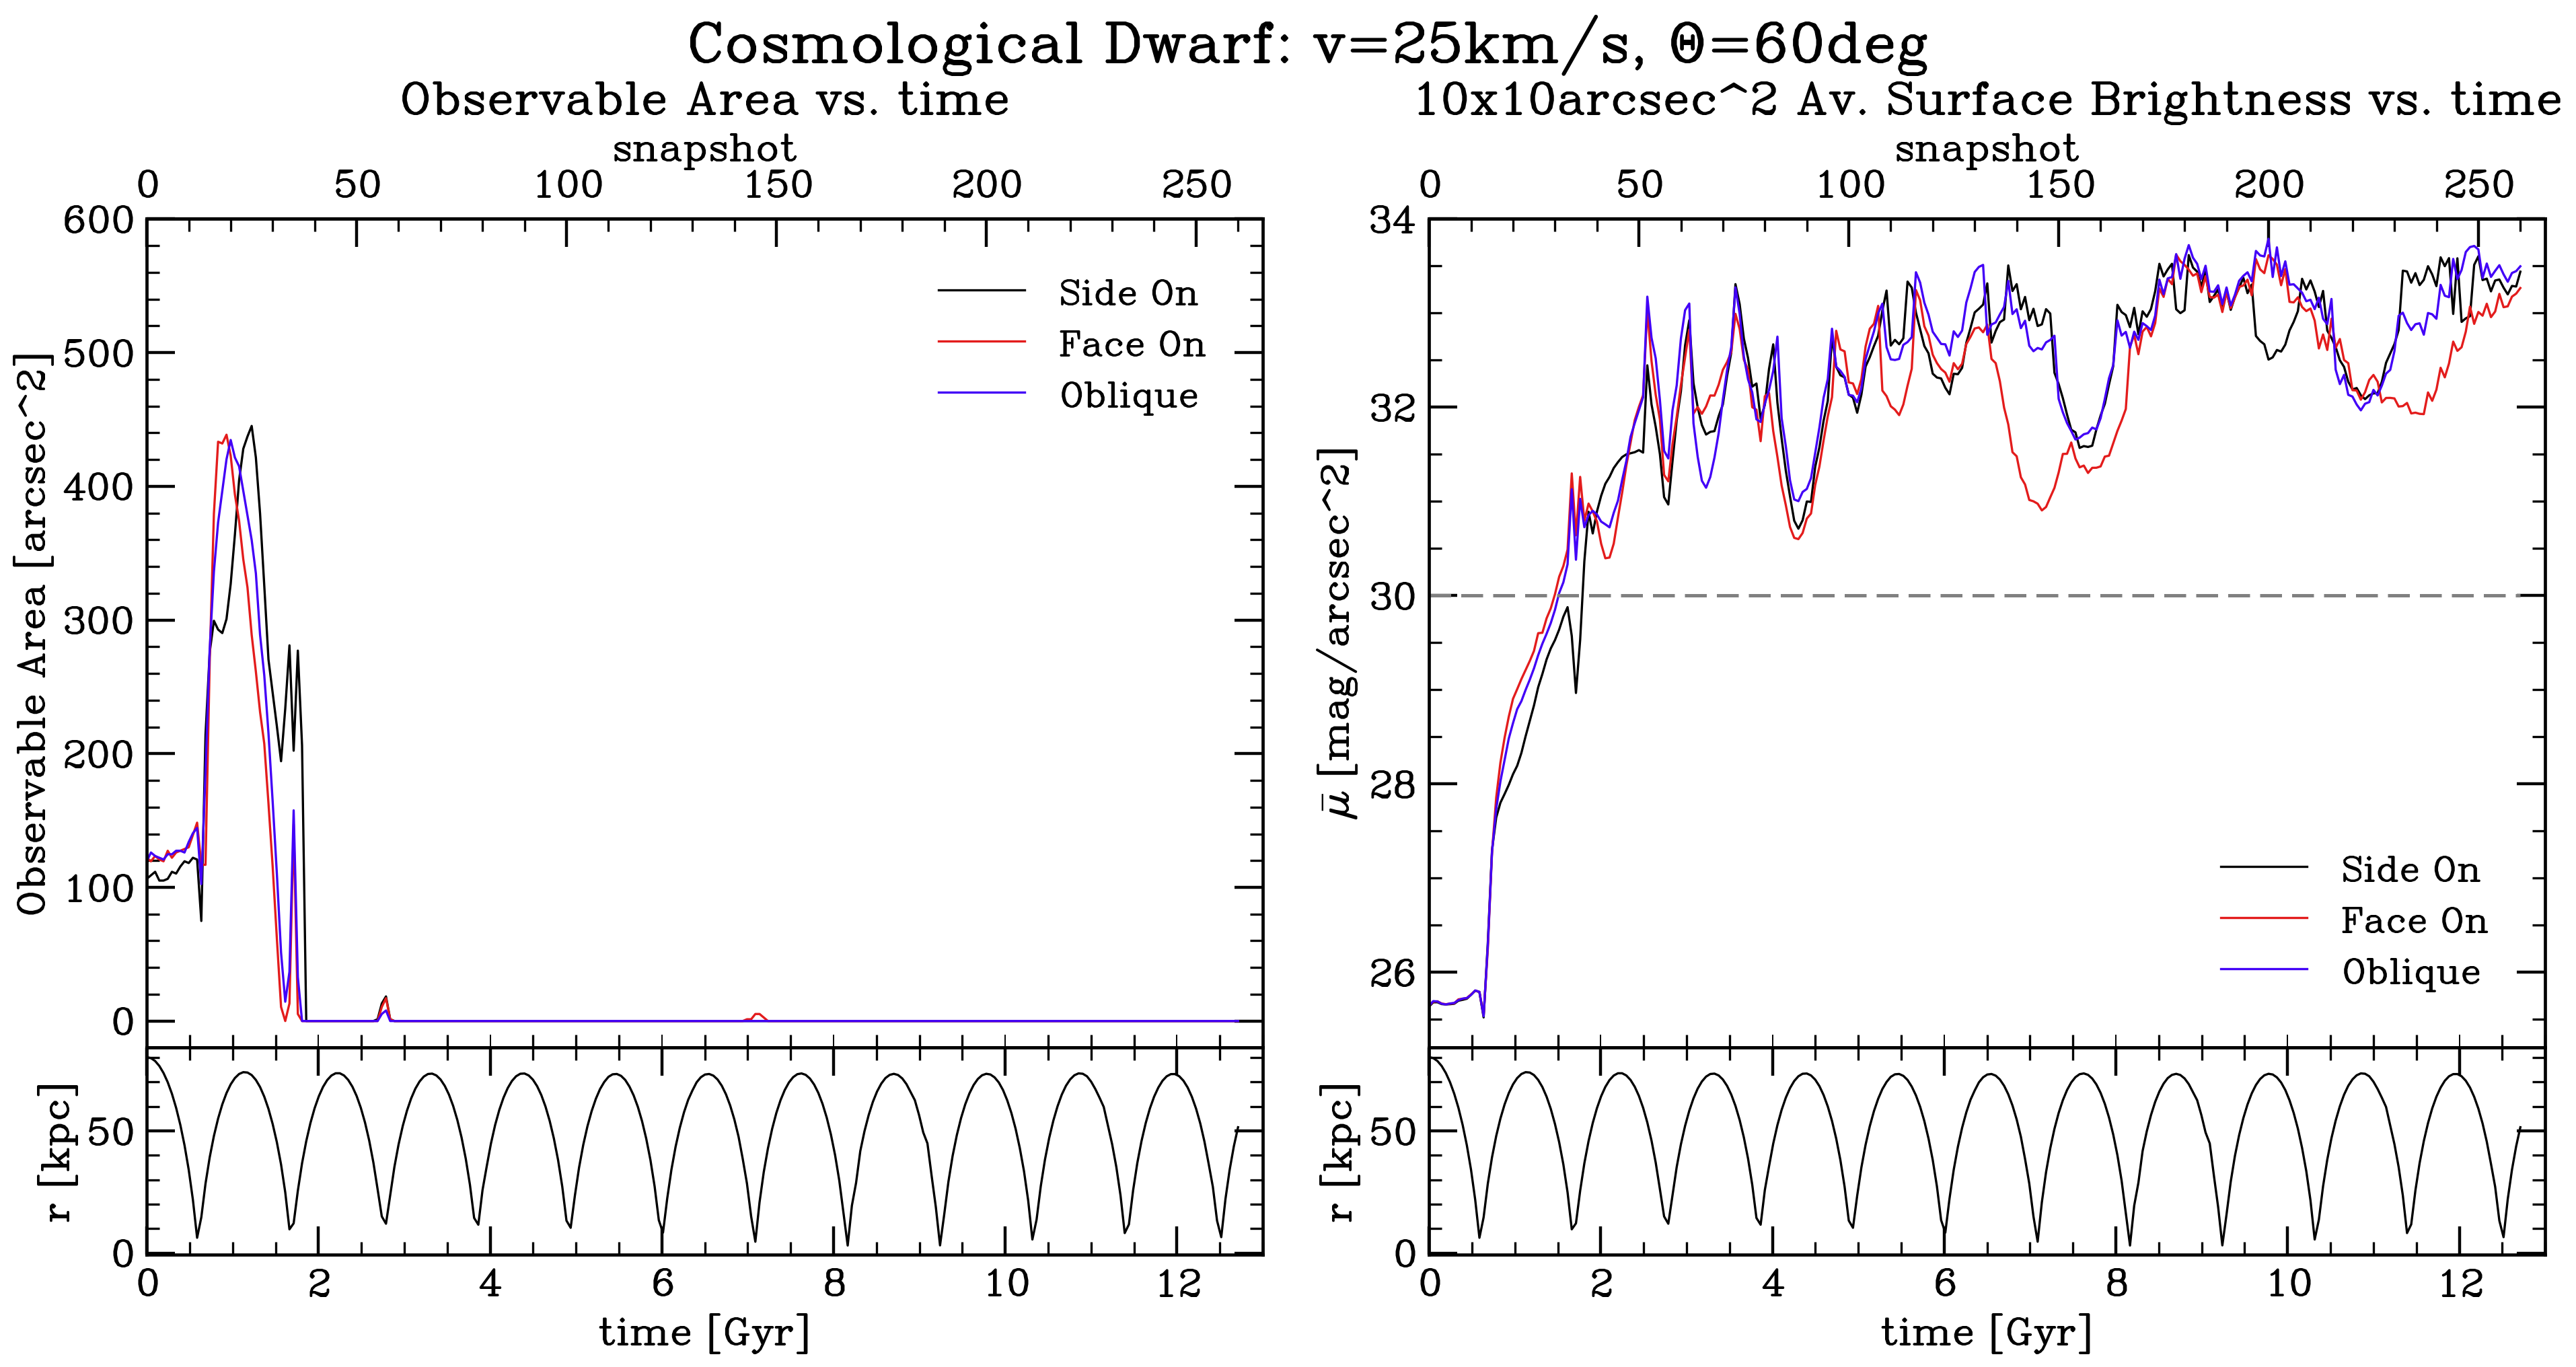 Cosmological Dwarf: v=25km/s, Θ=60deg
Observable Area vs. time
snapshot
0 50 100 150 200 250
600
500
400
300
200
100
0
Observable Area [arcsec^2]
Side On
Face On
Oblique
50
0
r [kpc]
0 2 4 6 8 10 12
time [Gyr]
10x10arcsec^2 Av. Surface Brightness vs. time
snapshot
0 50 100 150 200 250
34
32
30
28
26
μ̄ [mag/arcsec^2]
Side On
Face On
Oblique
50
0
r [kpc]
0 2 4 6 8 10 12
time [Gyr]